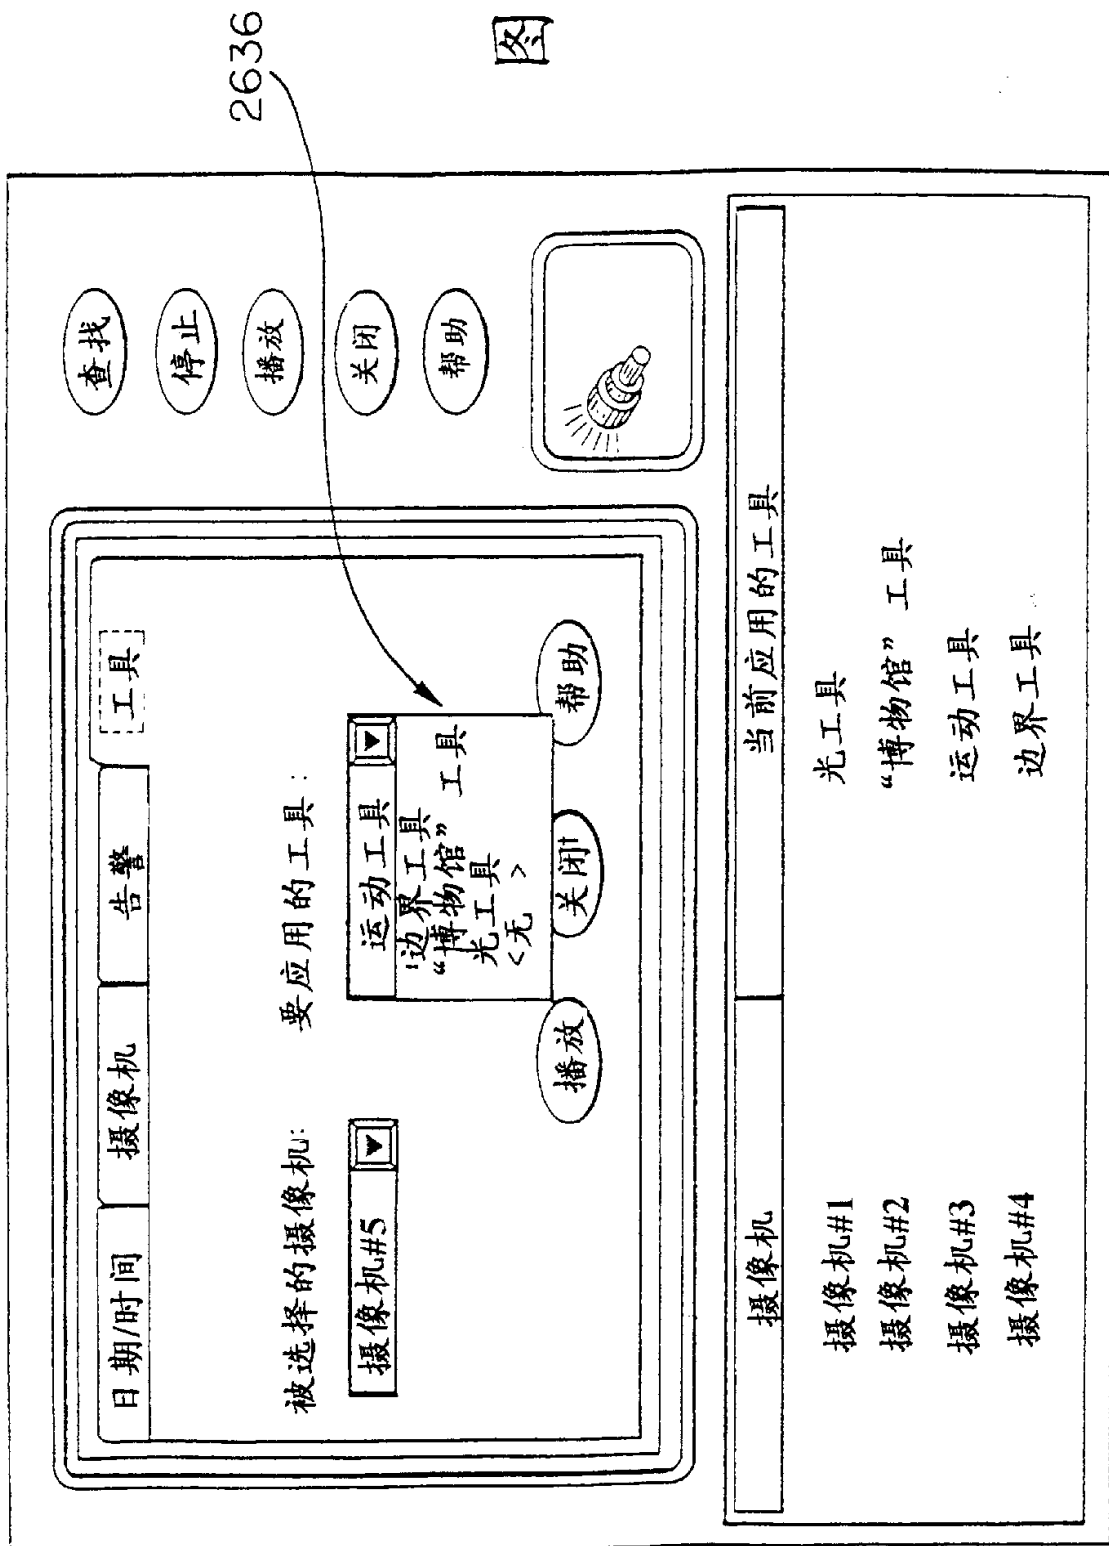 2636
图
日期/时间
摄像机
告警
工具
查找
停止
播放
关闭
帮助
被选择的摄像机:
要应用的工具:
摄像机#5
运动工具
边界工具
“博物馆” 工具
光工具
<无 >
播放
关闭
帮助
摄像机
当前应用的工具
摄像机#1
光工具
摄像机#2
“博物馆” 工具
摄像机#3
运动工具
摄像机#4
边界工具